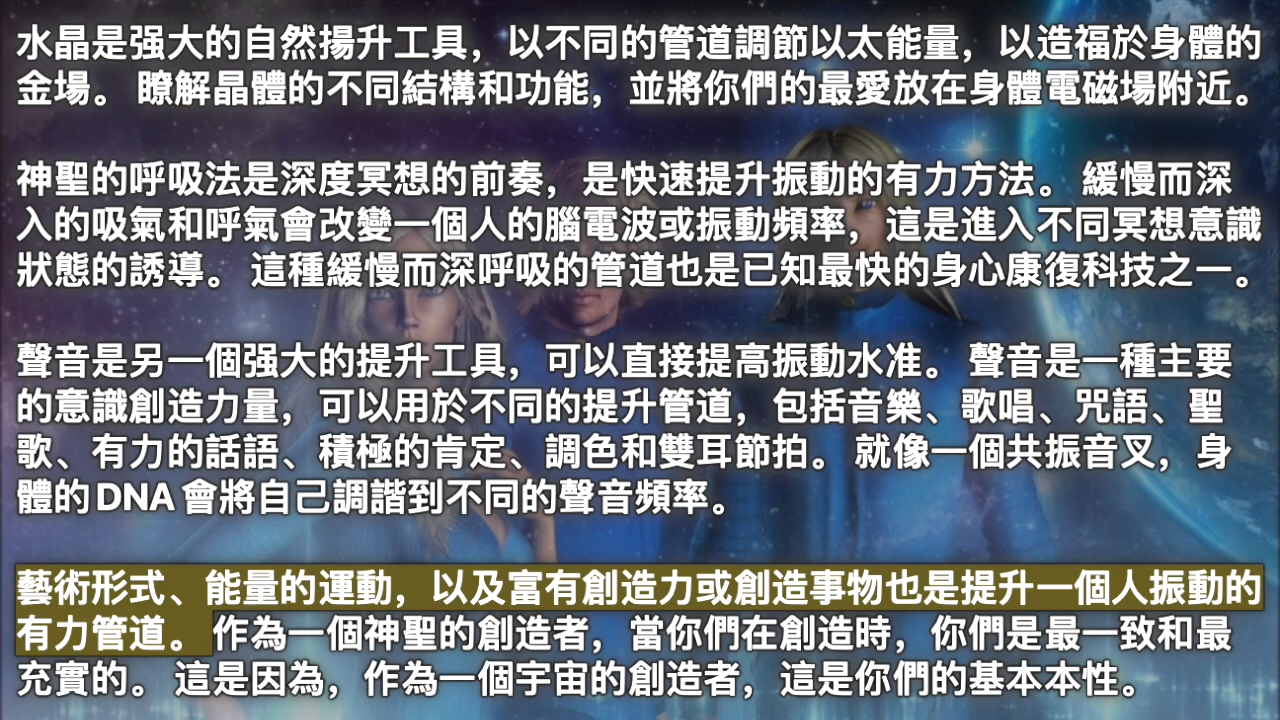 水晶是强大的自然揚升工具，以不同的管道調節以太能量，以造福於身體的
金場。 瞭解晶體的不同結構和功能，並將你們的最愛放在身體電磁場附近。
神聖的呼吸法是深度冥想的前奏，是快速提升振動的有力方法。 緩慢而深
入的吸氣和呼氣會改變一個人的腦電波或振動頻率，這是進入不同冥想意識
狀態的誘導。 這種緩慢而深呼吸的管道也是已知最快的身心康復科技之一。
聲音是另一個强大的提升工具，可以直接提高振動水准。 聲音是一種主要
的意識創造力量，可以用於不同的提升管道，包括音樂、歌唱、咒語、聖
歌、有力的話語、積極的肯定、調色和雙耳節拍。 就像一個共振音叉，身
體的 DNA 會將自己調諧到不同的聲音頻率。
藝術形式、能量的運動，以及富有創造力或創造事物也是提升一個人振動的
有力管道。 作為一個神聖的創造者，當你們在創造時，你們是最一致和最
充實的。 這是因為，作為一個宇宙的創造者，這是你們的基本本性。